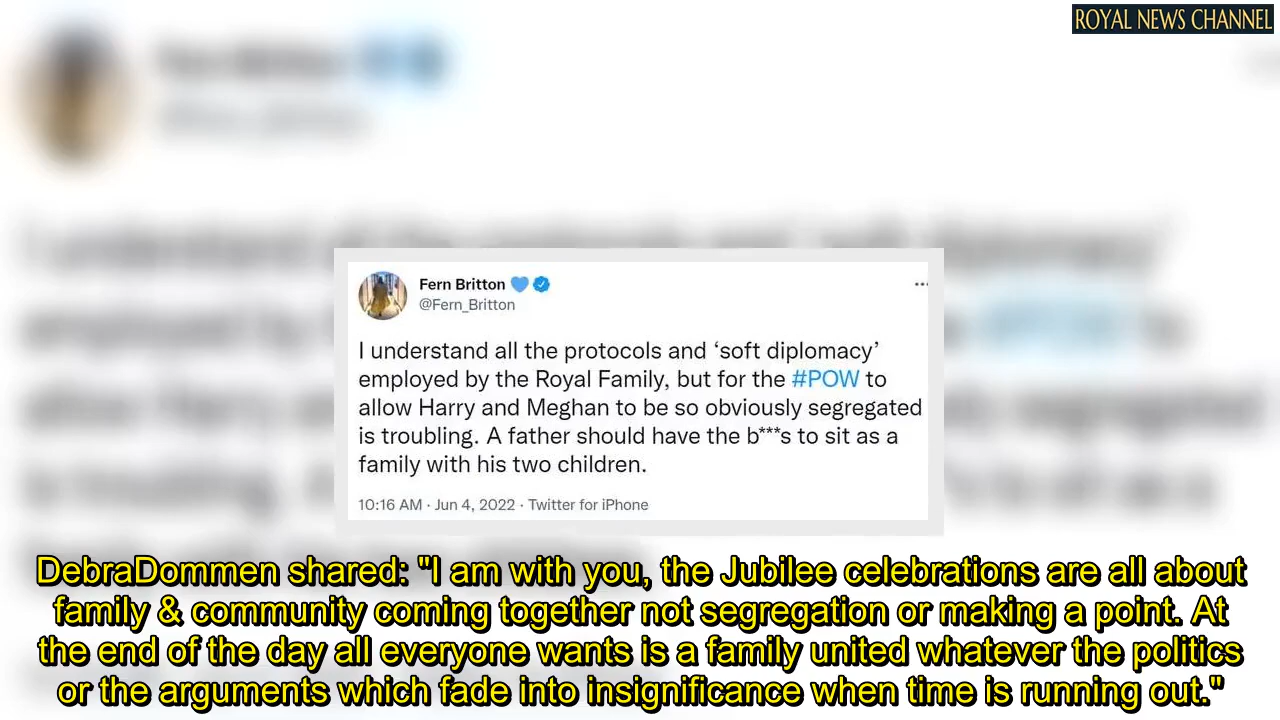 ROYAL NEWS CHANNEL
Fern Britton
@Fern_Britton
I understand all the protocols and ‘soft diplomacy’
employed by the Royal Family, but for the #POW to
allow Harry and Meghan to be so obviously segregated
is troubling. A father should have the b***s to sit as a
family with his two children.
10:16 AM · Jun 4, 2022 · Twitter for iPhone
DebraDommen shared: "I am with you, the Jubilee celebrations are all about
family & community coming together not segregation or making a point. At
the end of the day all everyone wants is a family united whatever the politics
or the arguments which fade into insignificance when time is running out."